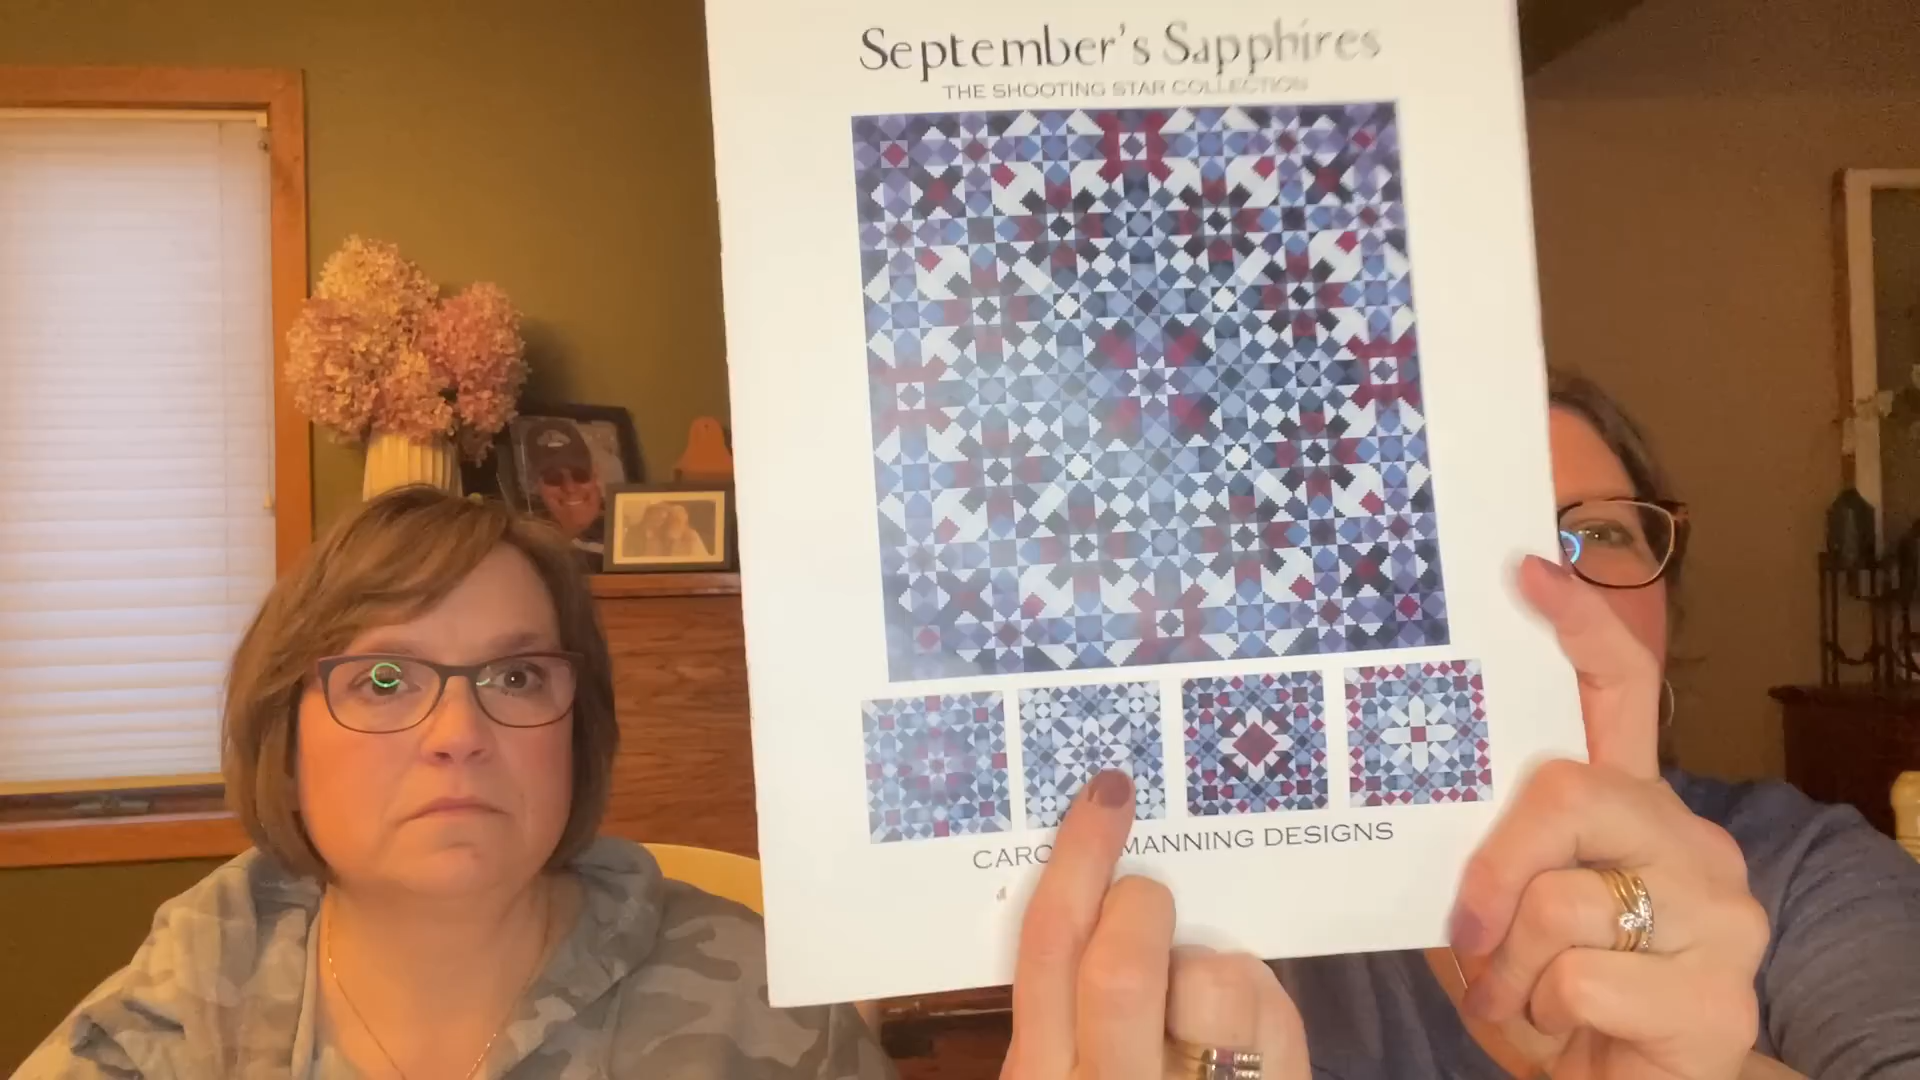 September's Sapphires
THE SHOOTING STAR COLLECTION
MANNING DESIGNS